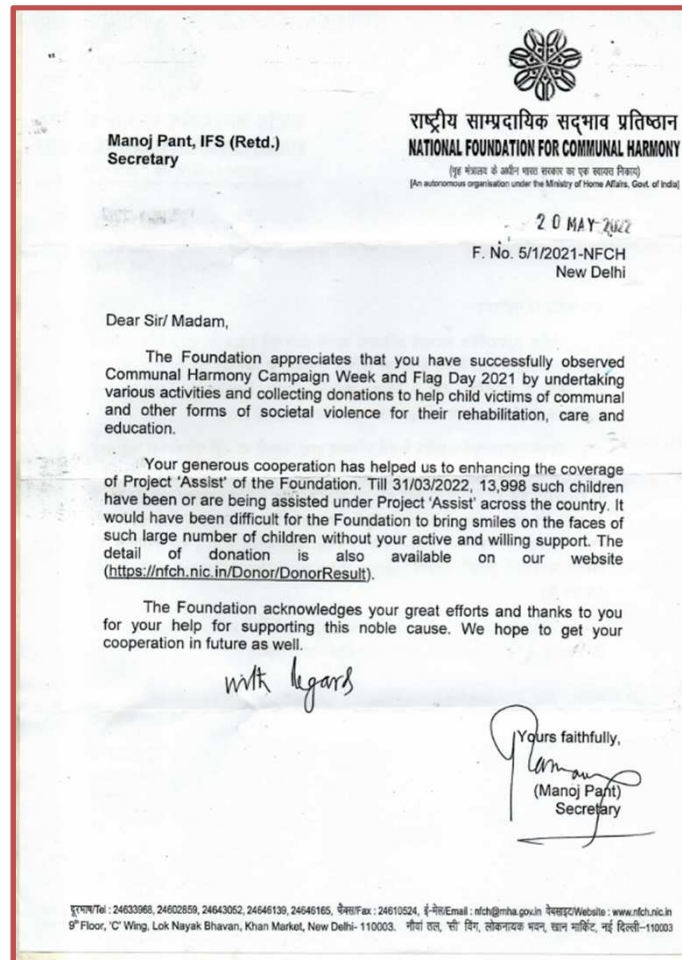 राष्ट्रीय साम्प्रदायिक सद्भाव प्रतिष्ठान
NATIONAL FOUNDATION FOR COMMUNAL HARMONY
(गृह मंत्रालय के अधीन भारत सरकार का एक स्वायत्त निकाय)
[An autonomous organisation under the Ministry of Home Affairs, Govt. of India]
Manoj Pant, IFS (Retd.)
Secretary
20 MAY 2022
F. No. 5/1/2021-NFCH
New Delhi
Dear Sir/ Madam,
The Foundation appreciates that you have successfully observed
Communal Harmony Campaign Week and Flag Day 2021 by undertaking
various activities and collecting donations to help child victims of communal
and other forms of societal violence for their rehabilitation, care and
education.
Your generous cooperation has helped us to enhancing the coverage
of Project 'Assist' of the Foundation. Till 31/03/2022, 13,998 such children
have been or are being assisted under Project 'Assist' across the country. It
would have been difficult for the Foundation to bring smiles on the faces of
such large number of children without your active and willing support. The
detail of donation is also available on our website
(https://nfch.nic.in/Donor/DonorResult).
The Foundation acknowledges your great efforts and thanks to you
for your help for supporting this noble cause. We hope to get your
cooperation in future as well.
with regards
Yours faithfully,
(Manoj Pant)
Secretary
दूरभाष/Tel : 24633968, 24602859, 24643052, 24646139, 24646165, फैक्स/Fax : 24610524, ई-मेल/Email : nfch@mha.gov.in वेबसाइट/Website : www.nfch.nic.in
9th Floor, 'C' Wing, Lok Nayak Bhavan, Khan Market, New Delhi- 110003. नौवां तल, 'सी' विंग, लोकनायक भवन, खान मार्किट, नई दिल्ली-110003